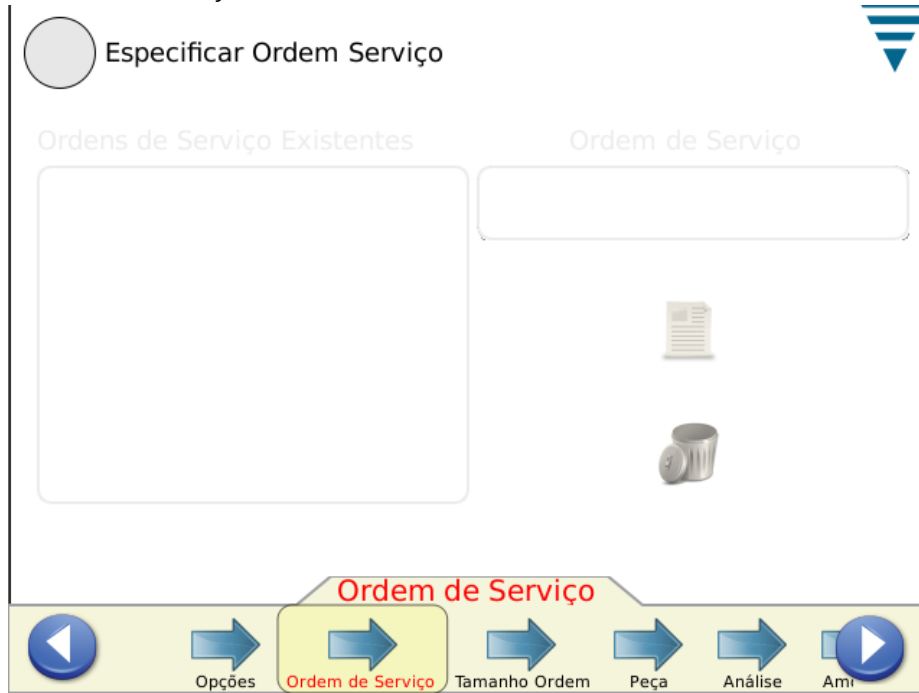 Especificar Ordem Serviço
Ordens de Serviço Existentes
Ordem de Serviço
Ordem de Serviço
Opções
Ordem de Serviço
Tamanho Ordem
Peça
Análise